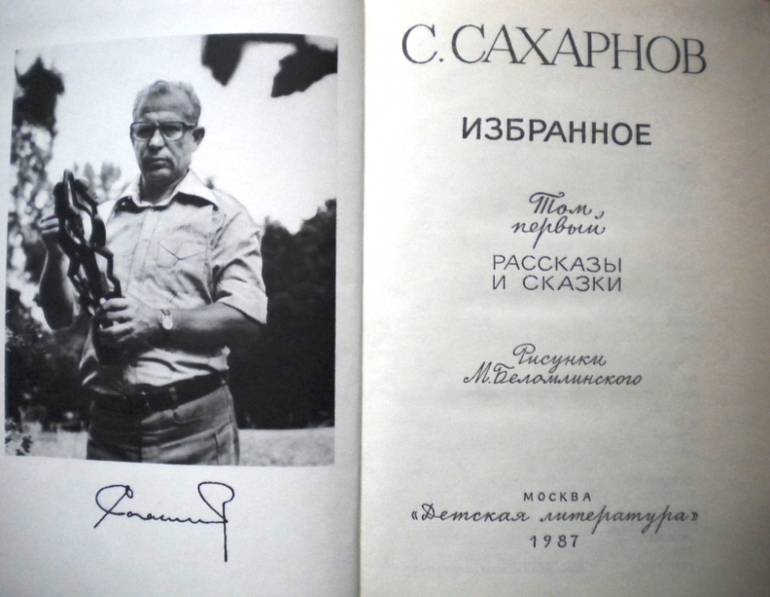 С. САХАРНОВ
ИЗБРАННОЕ
Том
первый
РАССКАЗЫ
И СКАЗКИ
Рисунки
М. Беломлинского
МОСКВА
«Детская литература»
1987